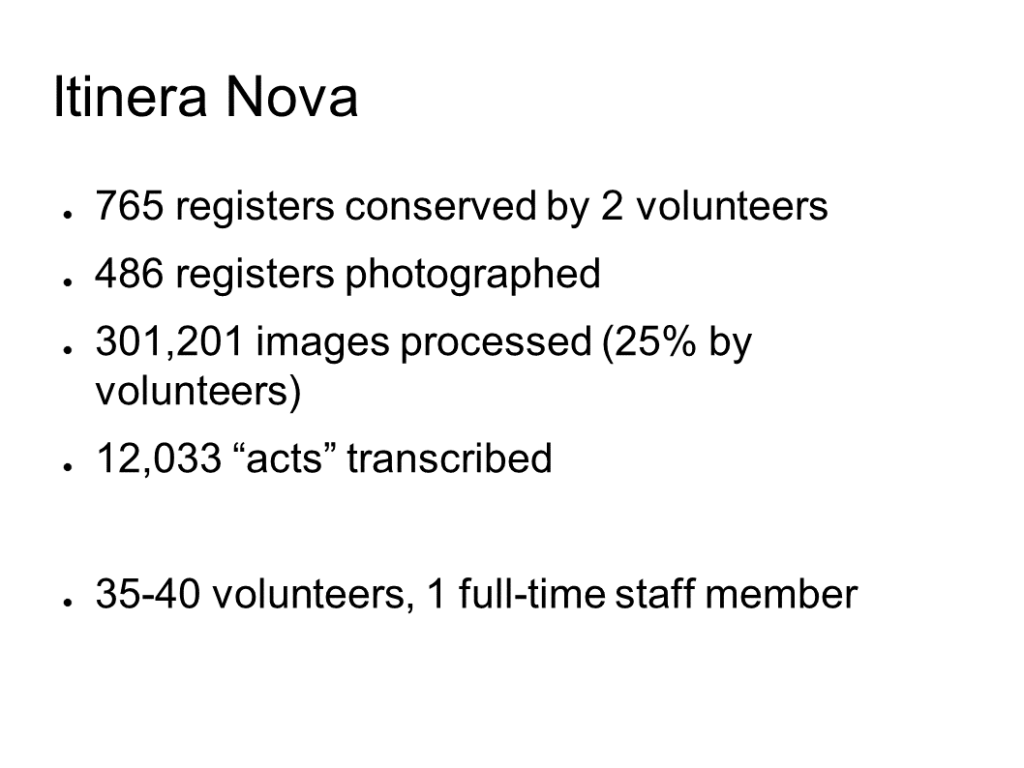 Itinera Nova
● 765 registers conserved by 2 volunteers
● 486 registers photographed
● 301,201 images processed (25% by
volunteers)
● 12,033 “acts” transcribed
● 35-40 volunteers, 1 full-time staff member